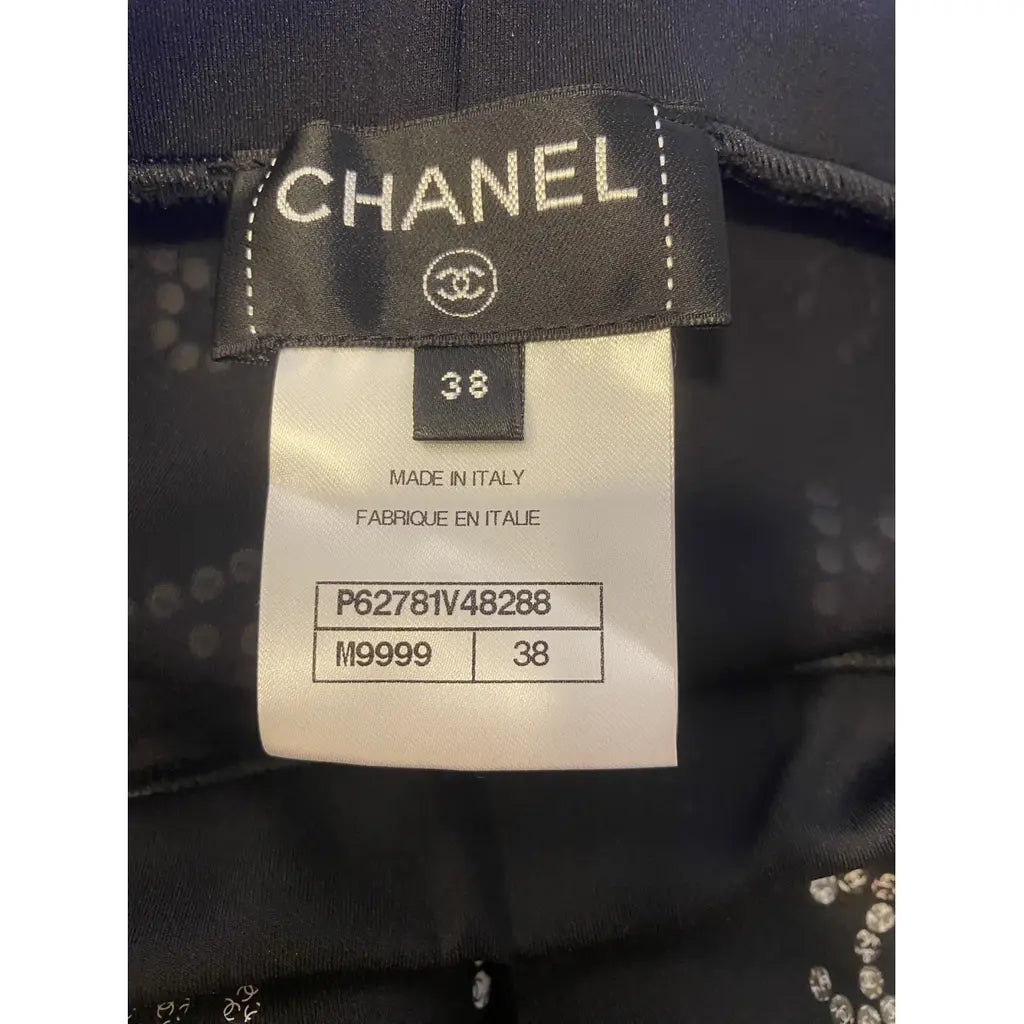 CHANEL
38
MADE IN ITALY
FABRIQUE EN ITALIE
P62781V48288
M9999 38